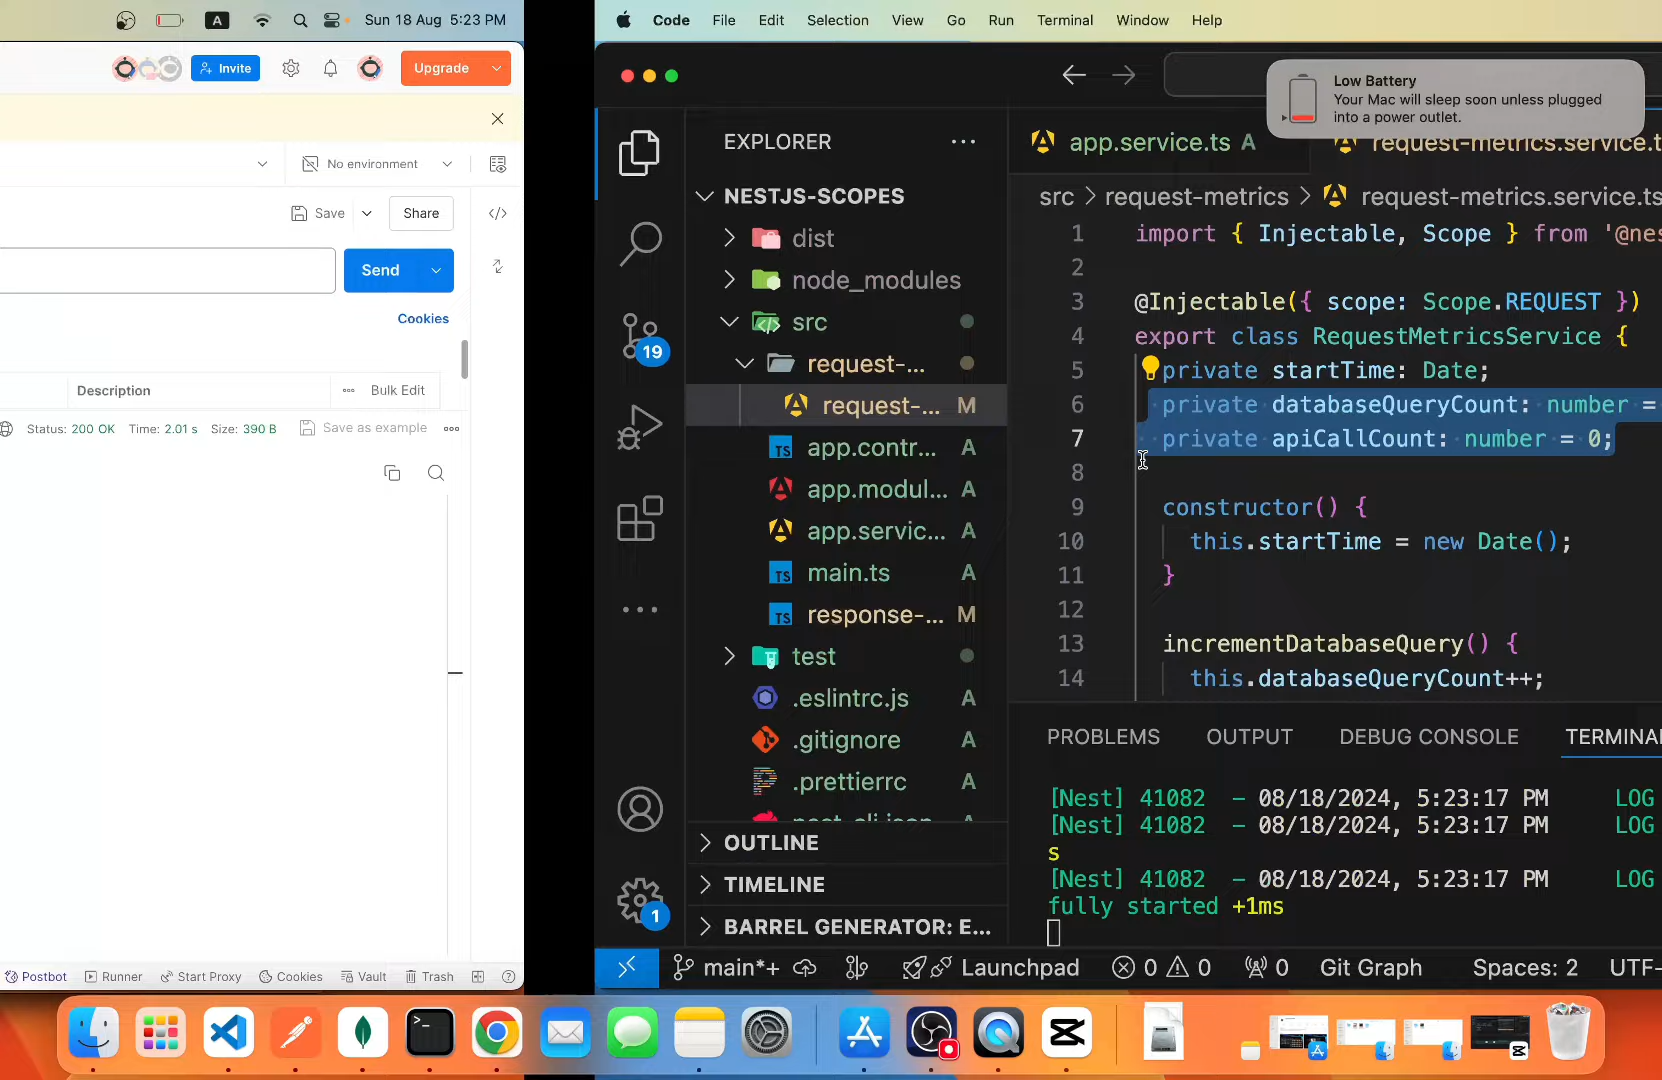 A
Sun 18 Aug 5:23 PM
Invite
Upgrade
No environment
Save
Share
</>
Send
Cookies
Description
Bulk Edit
Status: 200 OK Time: 2.01 s Size: 390 B
Save as example
Postbot
Runner
Start Proxy
Cookies
Vault
Trash
Code File Edit Selection View Go Run Terminal Window Help
Low Battery
Your Mac will sleep soon unless plugged
into a power outlet.
EXPLORER
NESTJS-SCOPES
dist
node_modules
src
request-...
request-... M
app.contr... A
app.modul... A
app.servic... A
main.ts A
response-... M
test
.eslintrc.js A
.gitignore A
.prettierrc A
OUTLINE
TIMELINE
BARREL GENERATOR: E...
19
1
app.service.ts A
request-metrics.service.t
src > request-metrics > request-metrics.service.ts
1 import { Injectable, Scope } from '@nes
2
3 @Injectable({ scope: Scope.REQUEST })
4 export class RequestMetricsService {
5 private startTime: Date;
6 private databaseQueryCount: number =
7 private apiCallCount: number = 0;
8
9 constructor() {
10 this.startTime = new Date();
11 }
12
13 incrementDatabaseQuery() {
14 this.databaseQueryCount++;
PROBLEMS OUTPUT DEBUG CONSOLE TERMINA
[Nest] 41082 - 08/18/2024, 5:23:17 PM LOG
[Nest] 41082 - 08/18/2024, 5:23:17 PM LOG
s
[Nest] 41082 - 08/18/2024, 5:23:17 PM LOG
fully started +1ms
main*+ Launchpad 0 0 0 Git Graph Spaces: 2 UTF-